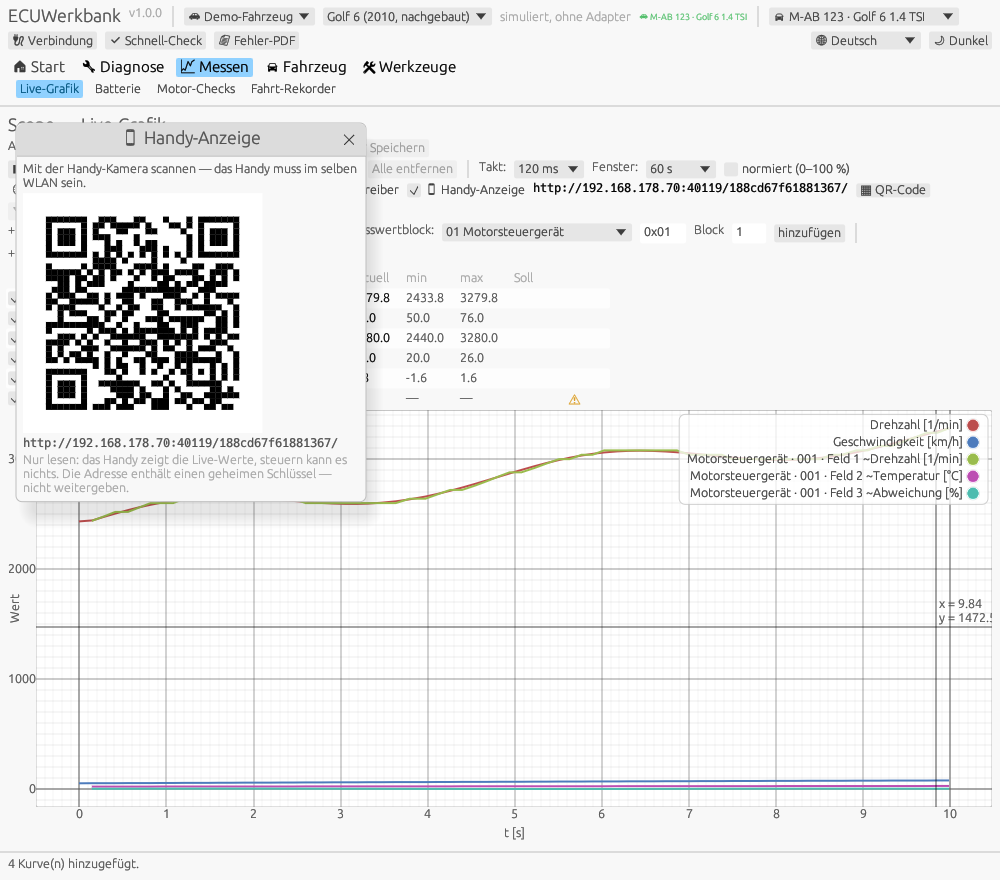 ECUWerkbank v1.0.0 Demo-Fahrzeug Golf 6 (2010, nachgebaut) simuliert, ohne Adapter M-AB 123 · Golf 6 1.4 TSI M-AB 123 · Golf 6 1.4 TSI
Verbindung Schnell-Check Fehler-PDF Deutsch Dunkel
Start Diagnose Messen Fahrzeug Werkzeuge
Live-Grafik Batterie Motor-Checks Fahrt-Rekorder
Handy-Anzeige
Mit der Handy-Kamera scannen — das Handy muss im selben
WLAN sein.
http://192.168.178.70:40119/188cd67f61881367/
Nur lesen: das Handy zeigt die Live-Werte, steuern kann es
nichts. Die Adresse enthält einen geheimen Schlüssel —
nicht weitergeben.
Speichern
Alle entfernen Takt: 120 ms Fenster: 60 s normiert (0–100 %)
reiber Handy-Anzeige http://192.168.178.70:40119/188cd67f61881367/ QR-Code
sswertblock: 01 Motorsteuergerät 0x01 Block 1 hinzufügen
tuell min max Soll
79.8 2433.8 3279.8
.0 50.0 76.0
80.0 2440.0 3280.0
.0 20.0 26.0
-1.6 1.6
— —
Drehzahl [1/min]
Geschwindigkeit [km/h]
Motorsteuergerät · 001 · Feld 1 ~Drehzahl [1/min]
Motorsteuergerät · 001 · Feld 2 ~Temperatur [°C]
Motorsteuergerät · 001 · Feld 3 ~Abweichung [%]
2000
Wert
x = 9.84
y = 1472.5
1000
0
0 1 2 3 4 5 6 7 8 9 10
t [s]
4 Kurve(n) hinzugefügt.